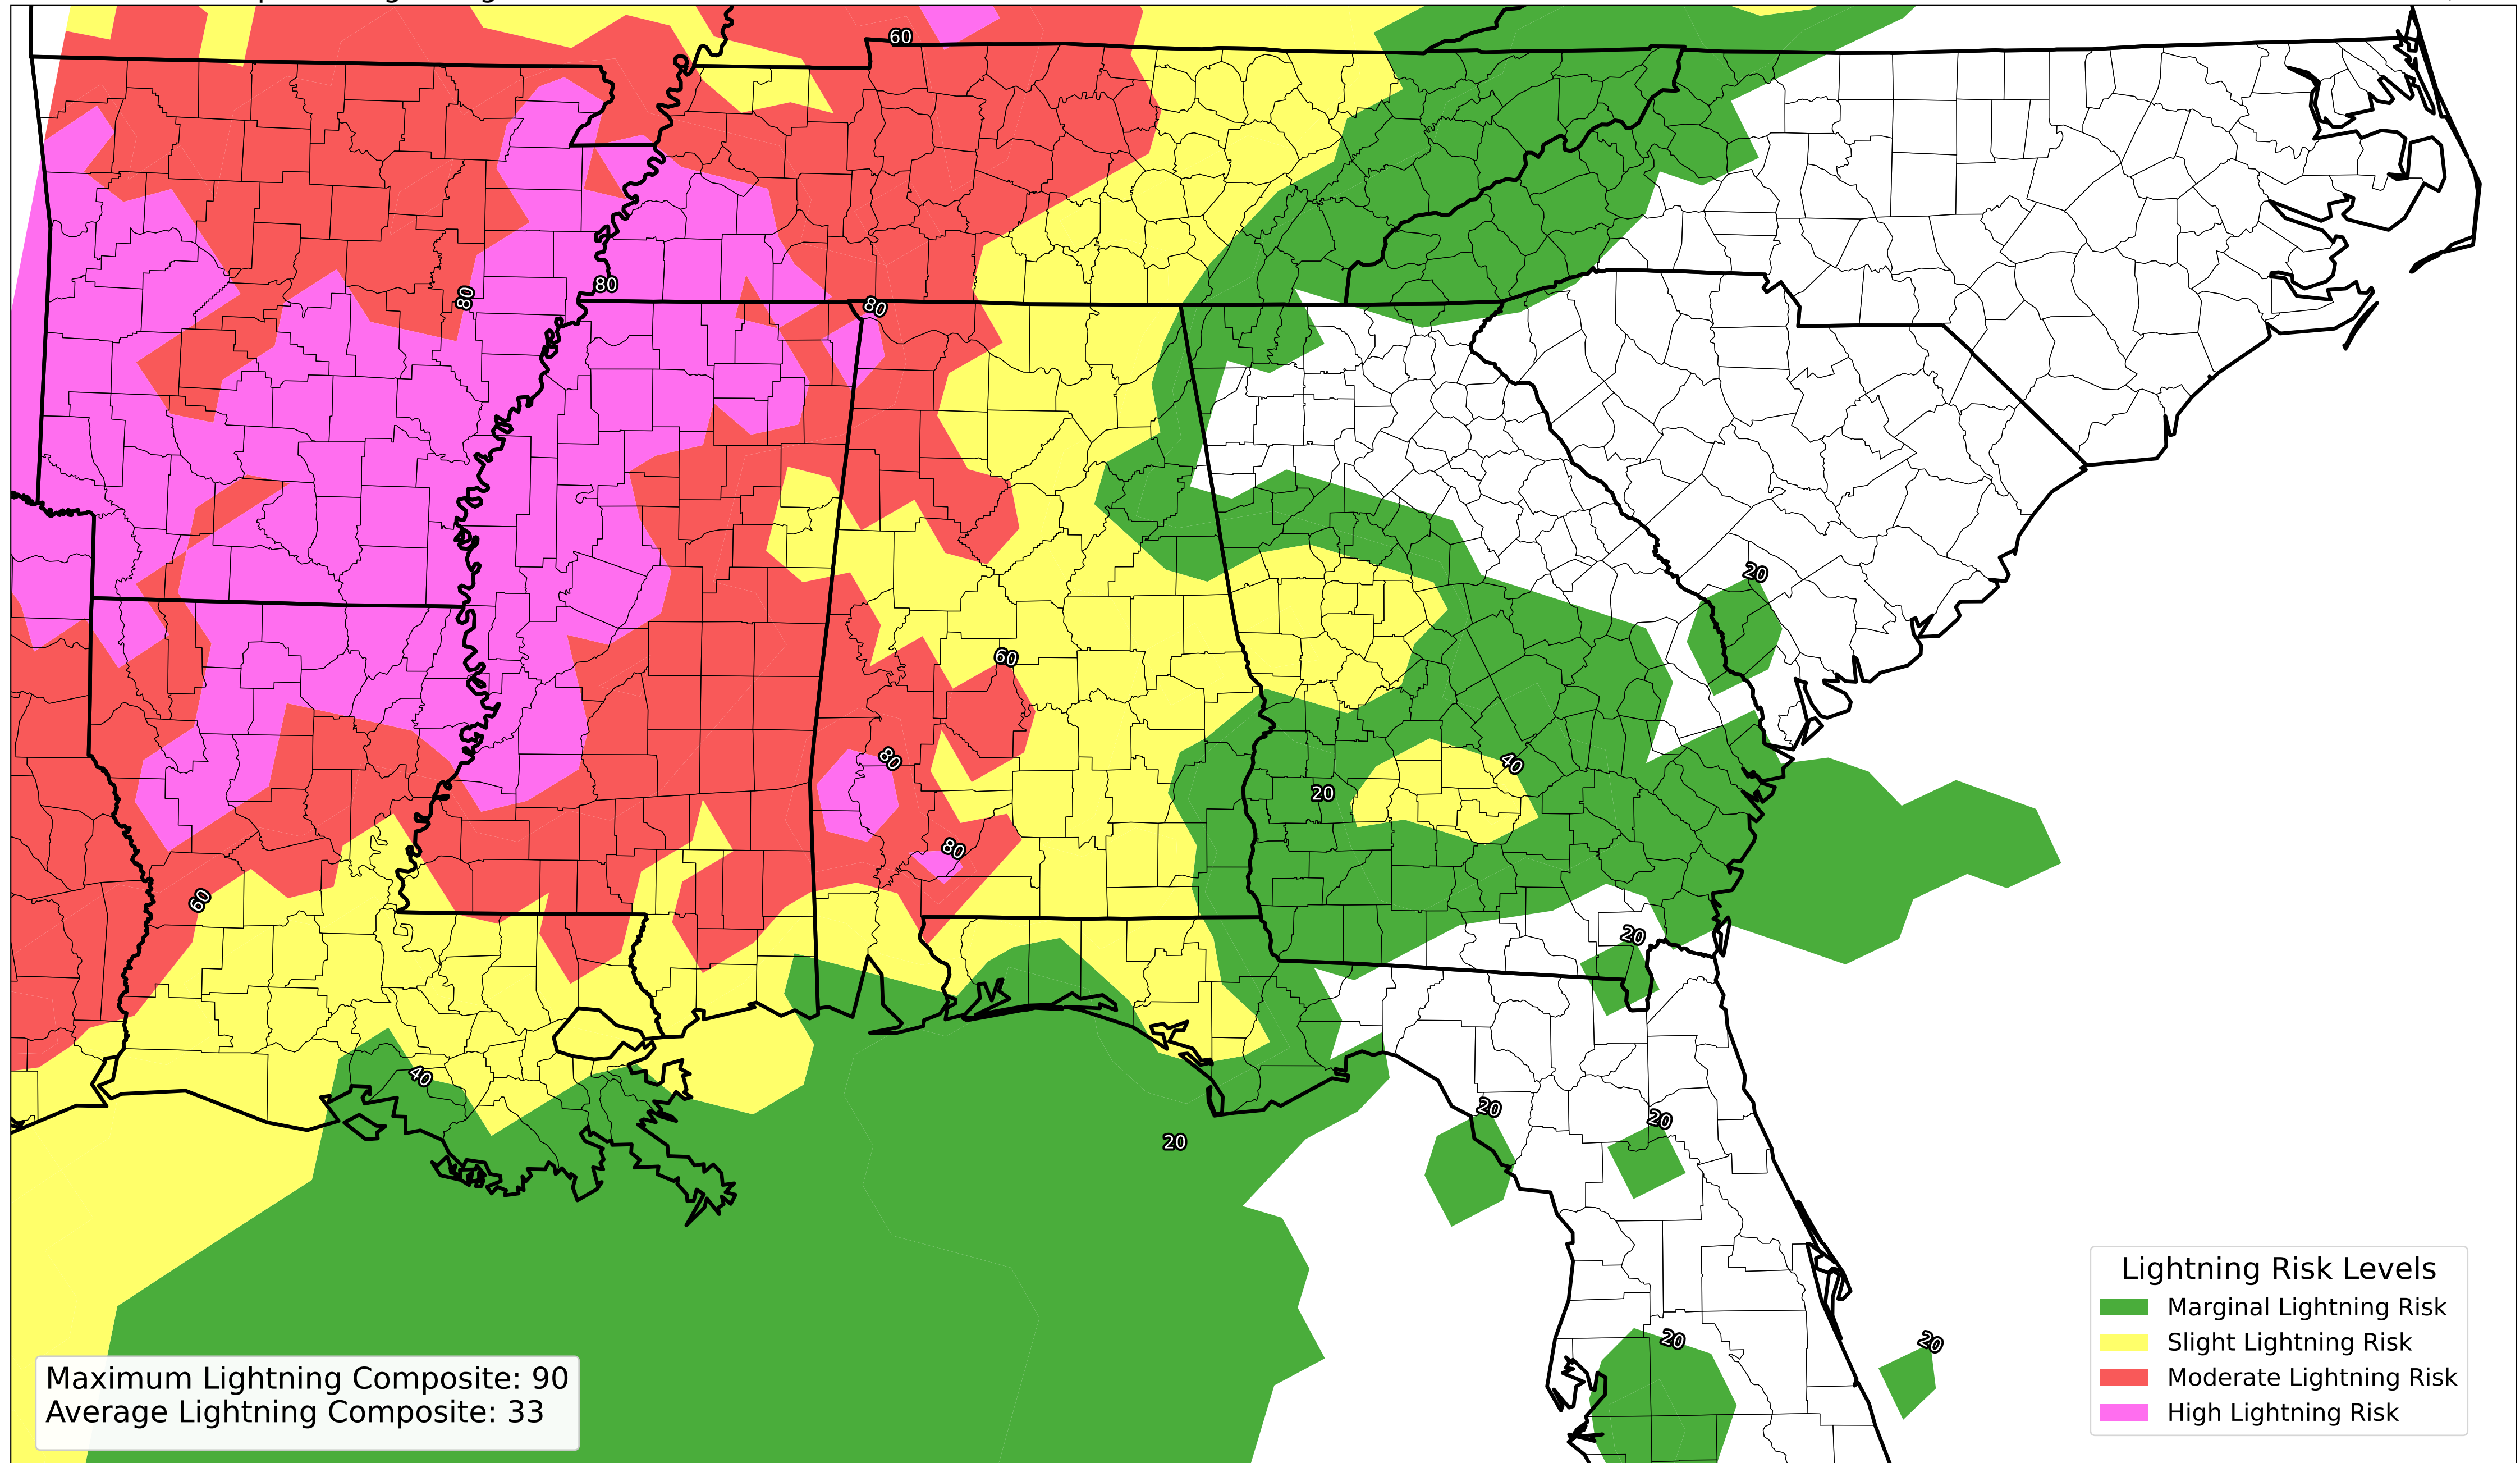 60
80
80
80
20
60
80
40
20
80
60
20
40
20
20
20
20
20
Lightning Risk Levels
Marginal Lightning Risk
Slight Lightning Risk
Moderate Lightning Risk
High Lightning Risk
Maximum Lightning Composite: 90
Average Lightning Composite: 33